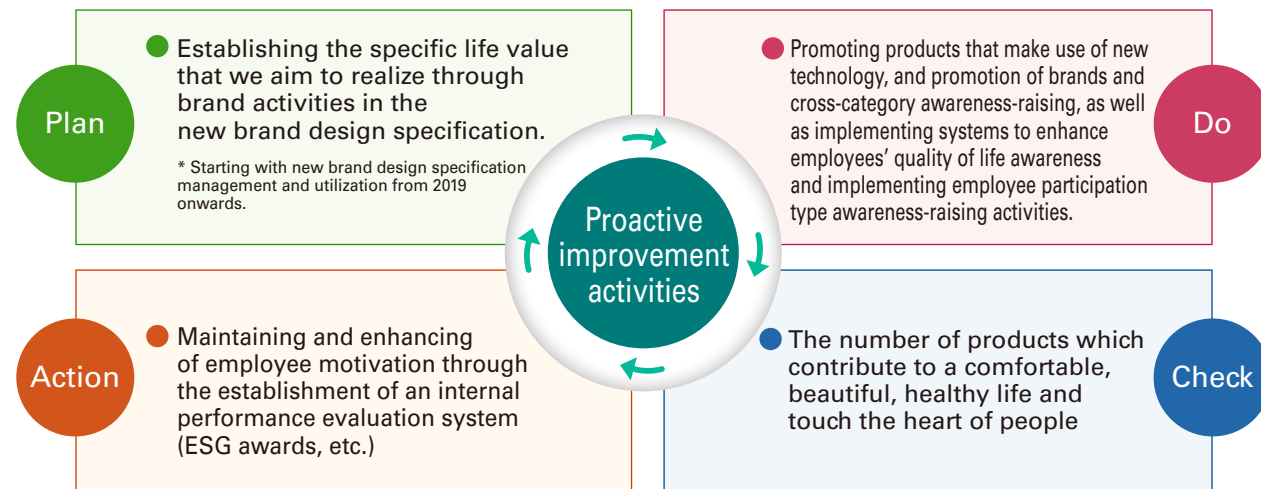 Plan
Establishing the specific life value
that we aim to realize through
brand activities in the
new brand design specification.
* Starting with new brand design specification
management and utilization from 2019
onwards.
Do
Promoting products that make use of new
technology, and promotion of brands and
cross-category awareness-raising, as well
as implementing systems to enhance
employees’ quality of life awareness
and implementing employee participation
type awareness-raising activities.
Proactive
improvement
activities
Action
Maintaining and enhancing
of employee motivation through
the establishment of an internal
performance evaluation system
(ESG awards, etc.)
Check
The number of products which
contribute to a comfortable,
beautiful, healthy life and
touch the heart of people